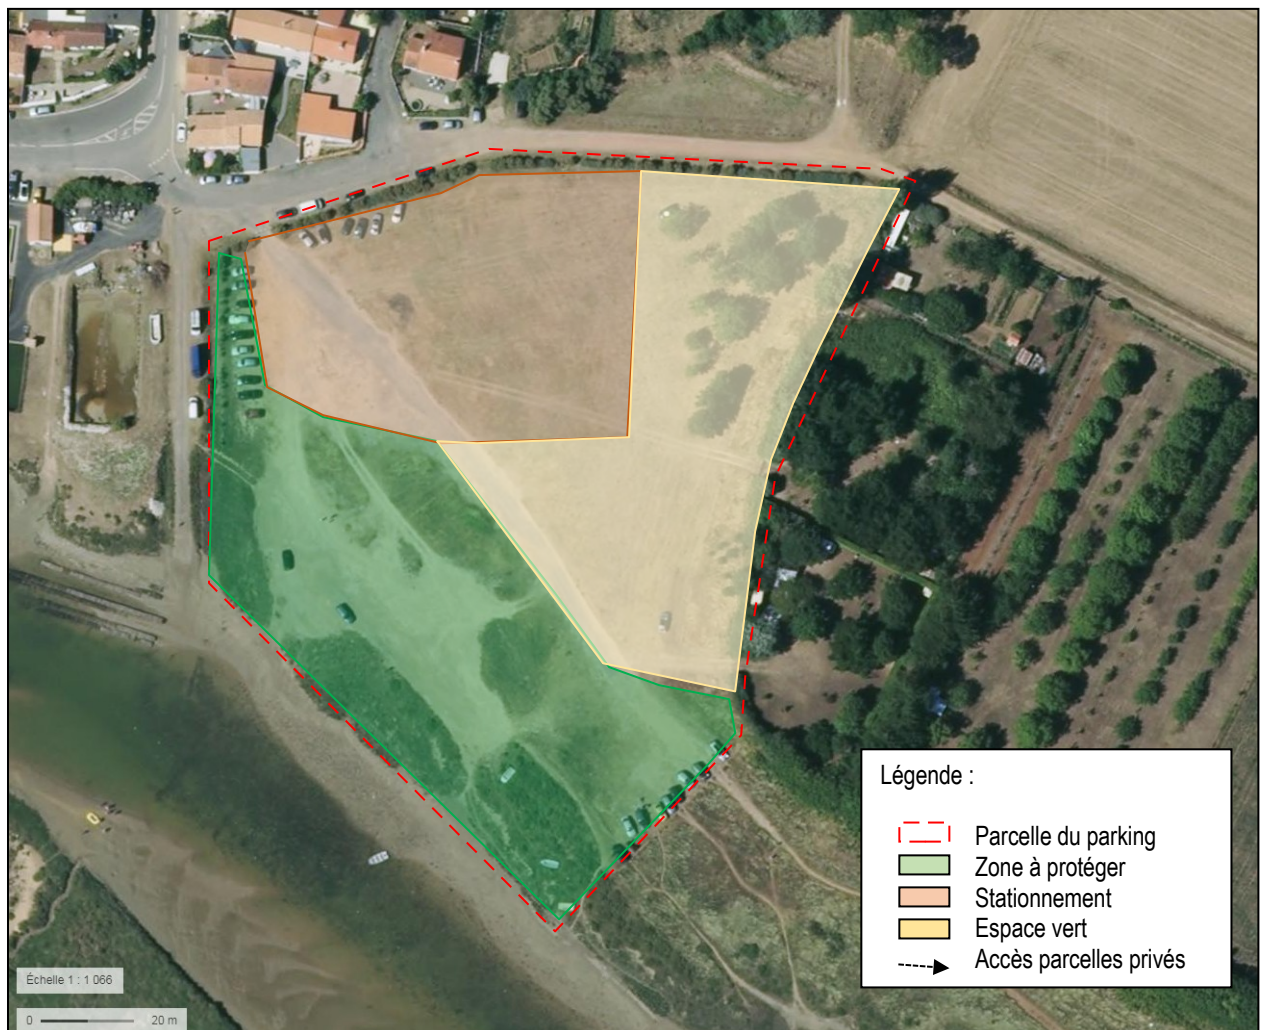 Légende :
Parcelle du parking
Zone à protéger
Stationnement
Espace vert
Accès parcelles privés
Échelle 1 : 1 066
0 20 m